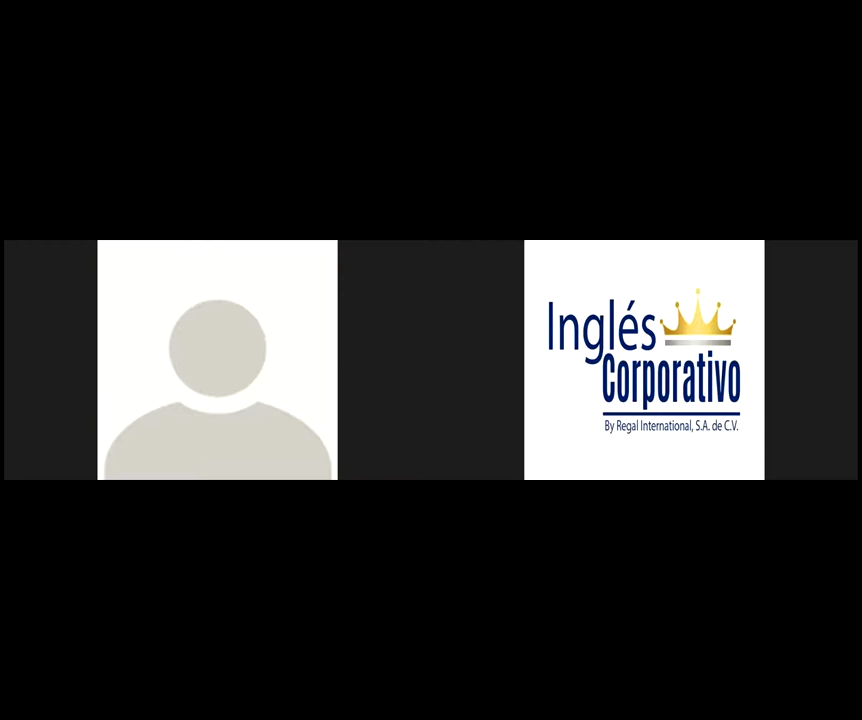 Inglés
Corporativo
By Regal International, S.A. de C.V.